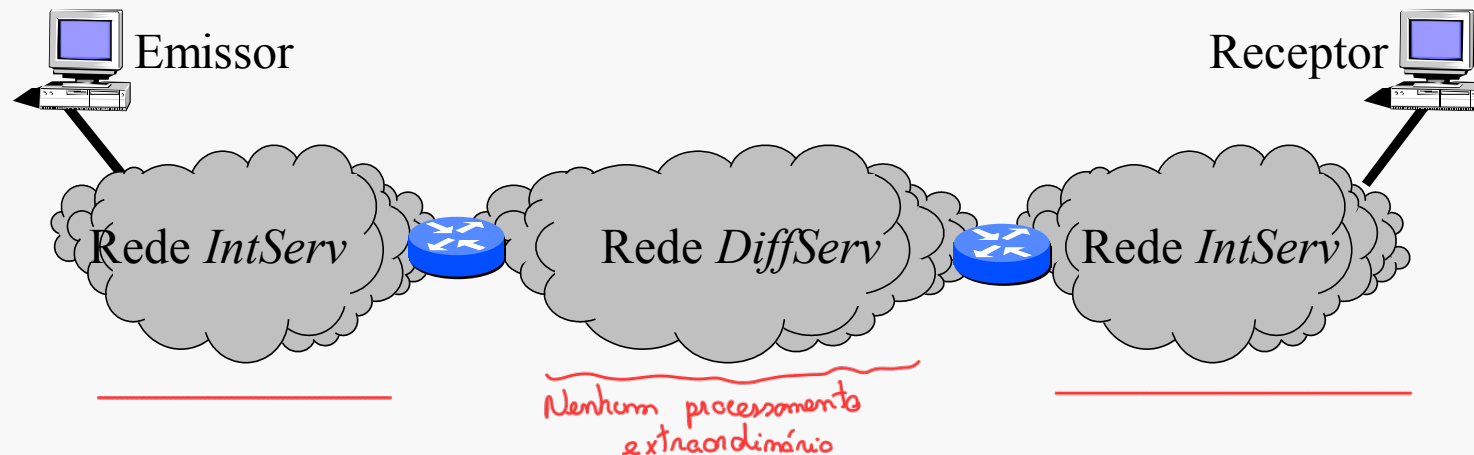 Emissor
Receptor
Rede IntServ
Rede DiffServ
Rede IntServ
Nenhum processamento
extraordinário